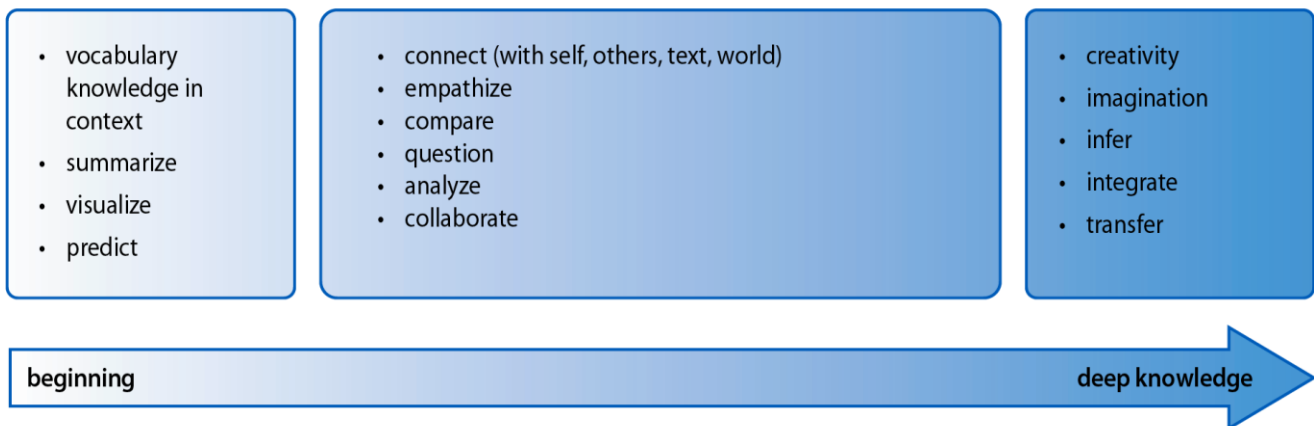 • vocabulary
knowledge in
context
• summarize
• visualize
• predict
• connect (with self, others, text, world)
• empathize
• compare
• question
• analyze
• collaborate
• creativity
• imagination
• infer
• integrate
• transfer
beginning
deep knowledge